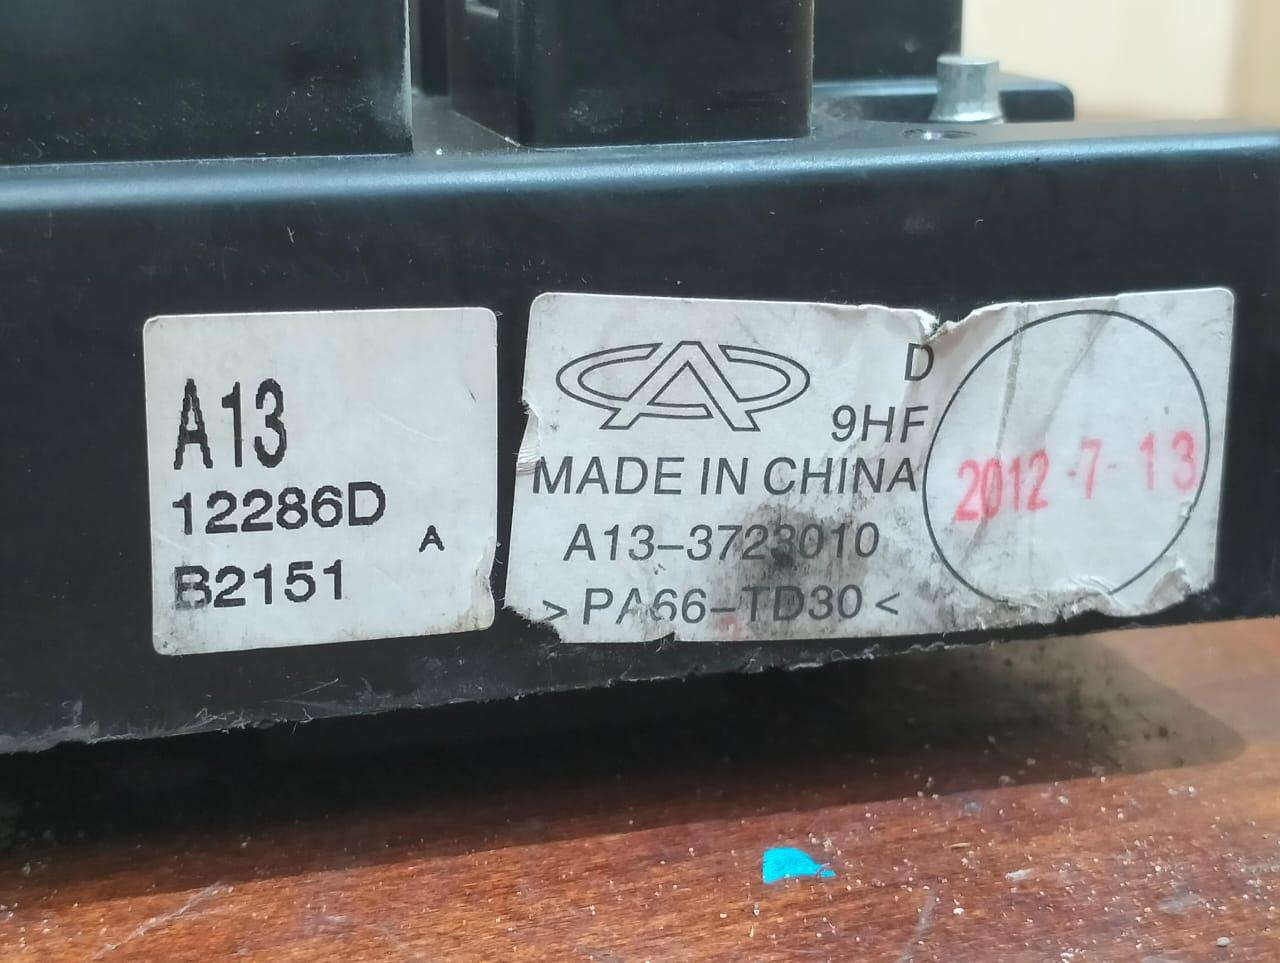 A13
12286D
A
B2151
D
9HF
MADE IN CHINA
A13-3723010
>PA66-TD30<
2012-7-13